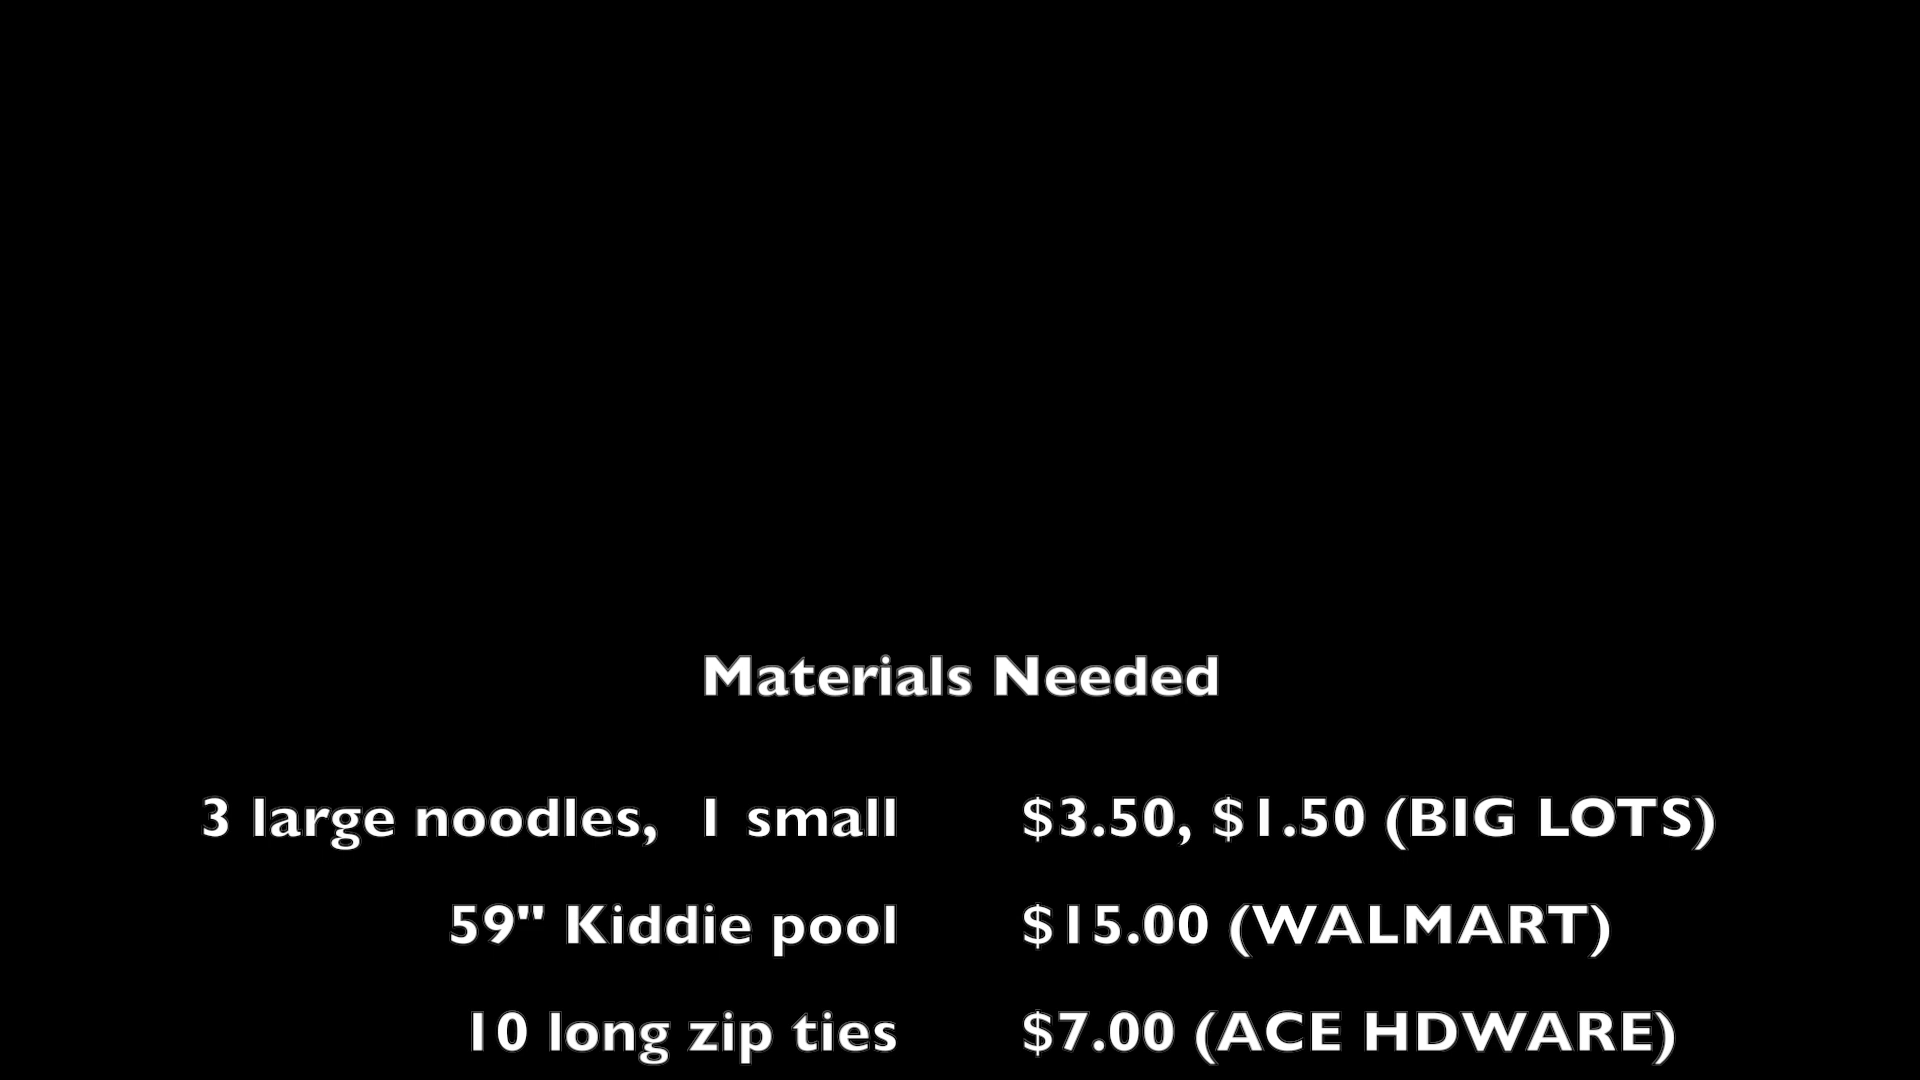 Materials Needed
3 large noodles, 1 small $3.50, $1.50 (BIG LOTS)
59" Kiddie pool $15.00 (WALMART)
10 long zip ties $7.00 (ACE HDWARE)